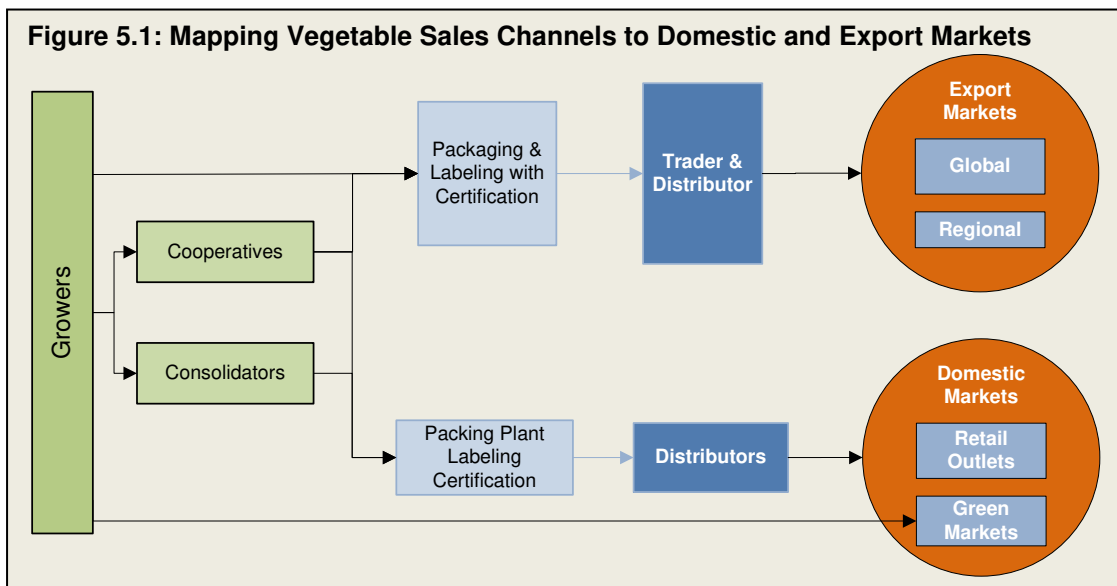 Figure 5.1: Mapping Vegetable Sales Channels to Domestic and Export Markets
Growers
Cooperatives
Consolidators
Packaging &
Labeling with
Certification
Trader &
Distributor
Export
Markets
Global
Regional
Packing Plant
Labeling
Certification
Distributors
Domestic
Markets
Retail
Outlets
Green
Markets